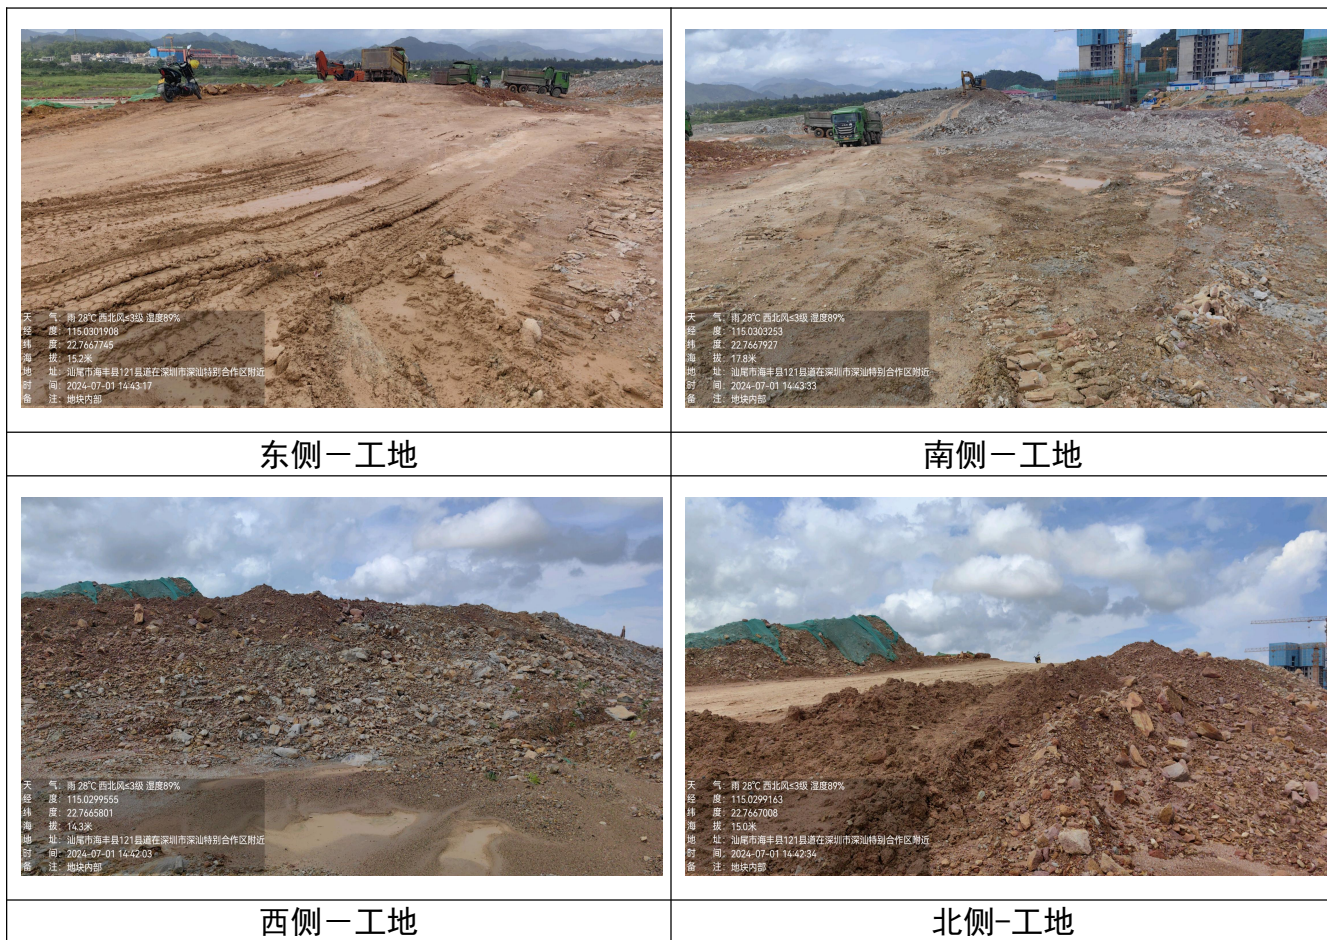 天 气：雨 28℃ 西北风≤3级 湿度89%
经 度：115.0301908
纬 度：22.7667745
海 拔：15.2米
地 址：汕尾市海丰县121县道在深圳市深汕特别合作区附近
时 间：2024-07-01 14:43:17
备 注：地块内部
天 气：雨 28℃ 西北风≤3级 湿度89%
经 度：115.0303253
纬 度：22.7667927
海 拔：17.8米
地 址：汕尾市海丰县121县道在深圳市深汕特别合作区附近
时 间：2024-07-01 14:43:33
备 注：地块内部
东侧－工地
南侧－工地
天 气：雨 28℃ 西北风≤3级 湿度89%
经 度：115.0299555
纬 度：22.7665801
海 拔：14.3米
地 址：汕尾市海丰县121县道在深圳市深汕特别合作区附近
时 间：2024-07-01 14:42:03
备 注：地块内部
天 气：雨 28℃ 西北风≤3级 湿度89%
经 度：115.0299163
纬 度：22.7667008
海 拔：15.0米
地 址：汕尾市海丰县121县道在深圳市深汕特别合作区附近
时 间：2024-07-01 14:42:34
备 注：地块内部
西侧－工地
北侧-工地